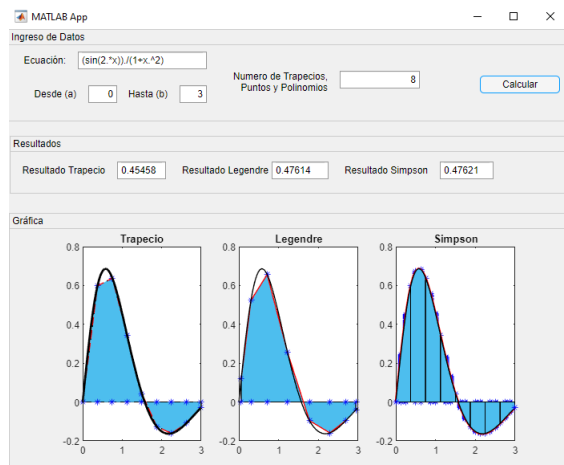 MATLAB App
Ingreso de Datos
Ecuación: (sin(2.*x))./(1+x.^2)
Desde (a) 0 Hasta (b) 3
Numero de Trapecios,
Puntos y Polinomios
8
Calcular
Resultados
Resultado Trapecio 0.45458 Resultado Legendre 0.47614 Resultado Simpson 0.47621
Gráfica
Trapecio
0.8
0.6
0.4
0.2
0
-0.2
0 1 2 3
Legendre
0.8
0.6
0.4
0.2
0
-0.2
0 1 2 3
Simpson
0.8
0.6
0.4
0.2
0
-0.2
0 1 2 3